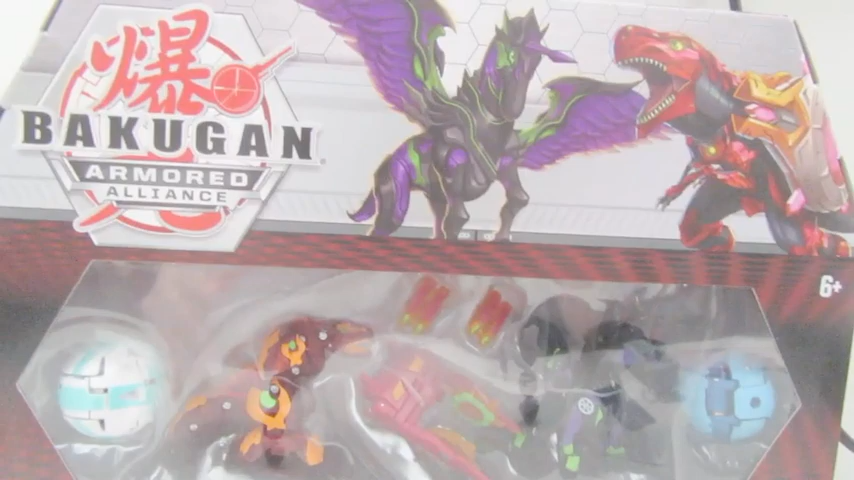 爆
BAKUGAN
ARMORED
ALLIANCE
6+